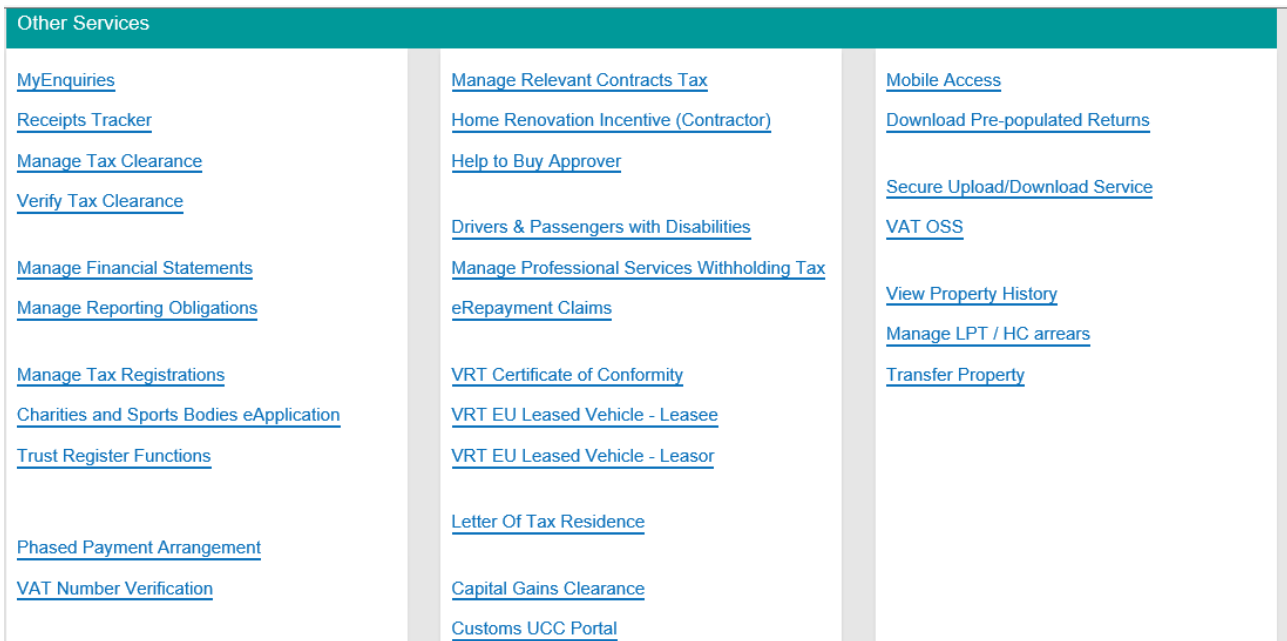 Other Services
MyEnquiries
Receipts Tracker
Manage Tax Clearance
Verify Tax Clearance
Manage Financial Statements
Manage Reporting Obligations
Manage Tax Registrations
Charities and Sports Bodies eApplication
Trust Register Functions
Phased Payment Arrangement
VAT Number Verification
Manage Relevant Contracts Tax
Home Renovation Incentive (Contractor)
Help to Buy Approver
Drivers & Passengers with Disabilities
Manage Professional Services Withholding Tax
eRepayment Claims
VRT Certificate of Conformity
VRT EU Leased Vehicle - Leasee
VRT EU Leased Vehicle - Leasor
Letter Of Tax Residence
Capital Gains Clearance
Customs UCC Portal
Mobile Access
Download Pre-populated Returns
Secure Upload/Download Service
VAT OSS
View Property History
Manage LPT / HC arrears
Transfer Property